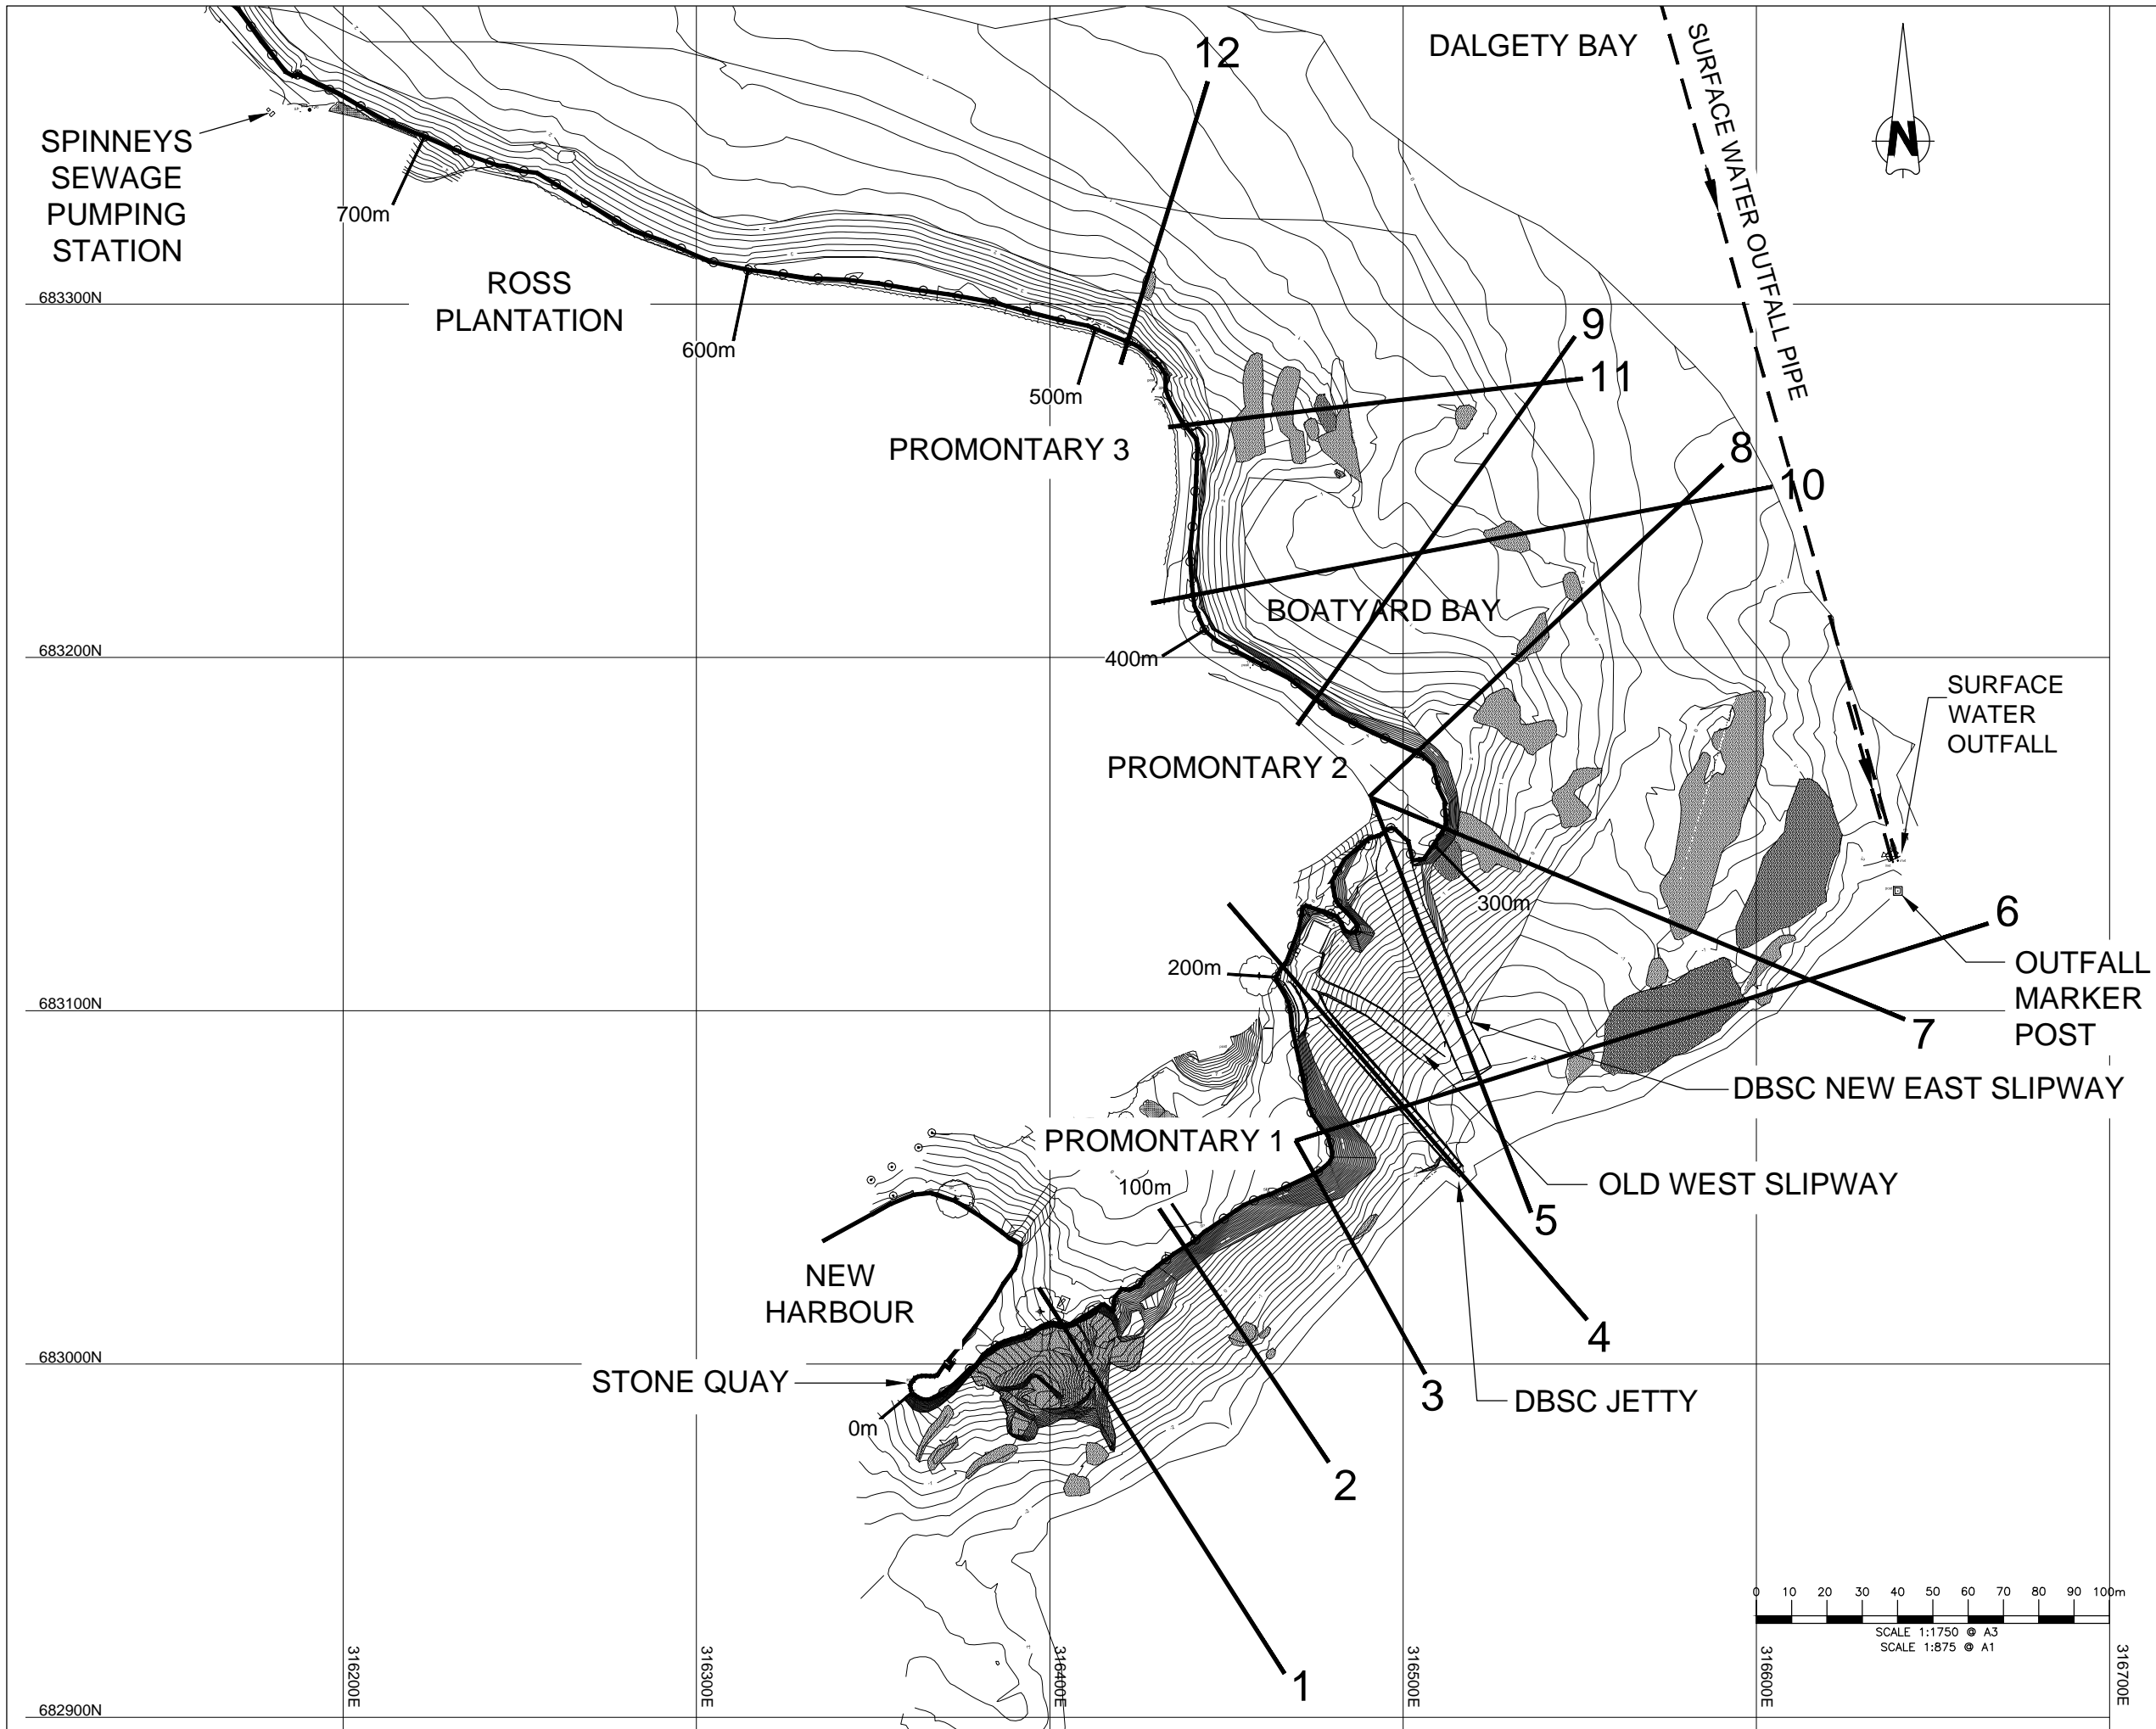 DALGETY BAY
SURFACE WATER OUTFALL PIPE
N
12
SPINNEYS
SEWAGE
PUMPING
STATION
700m
ROSS
PLANTATION
683300N
600m
500m
9
11
PROMONTARY 3
8
10
BOATYARD BAY
683200N
400m
SURFACE
WATER
OUTFALL
PROMONTARY 2
300m
6
200m
OUTFALL
MARKER
POST
683100N
7
DBSC NEW EAST SLIPWAY
PROMONTARY 1
100m
OLD WEST SLIPWAY
5
NEW
HARBOUR
4
683000N
STONE QUAY
3
DBSC JETTY
0m
2
0 10 20 30 40 50 60 70 80 90 100m
SCALE 1:1750 @ A3
SCALE 1:875 @ A1
1
316200E
316300E
316400E
316500E
316600E
316700E
682900N